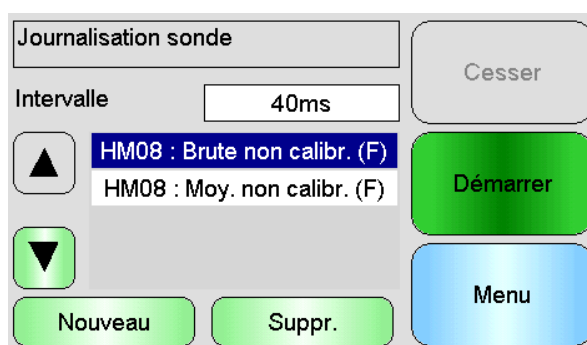 Journalisation sonde
Cesser
Intervalle
40ms
HM08 : Brute non calibr. (F)
HM08 : Moy. non calibr. (F)
Démarrer
Menu
Nouveau
Suppr.